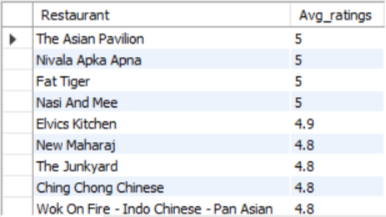 Restaurant Avg_ratings
The Asian Pavilion 5
Nivala Apka Apna 5
Fat Tiger 5
Nasi And Mee 5
Elvics Kitchen 4.9
New Maharaj 4.8
The Junkyard 4.8
Ching Chong Chinese 4.8
Wok On Fire - Indo Chinese - Pan Asian 4.8